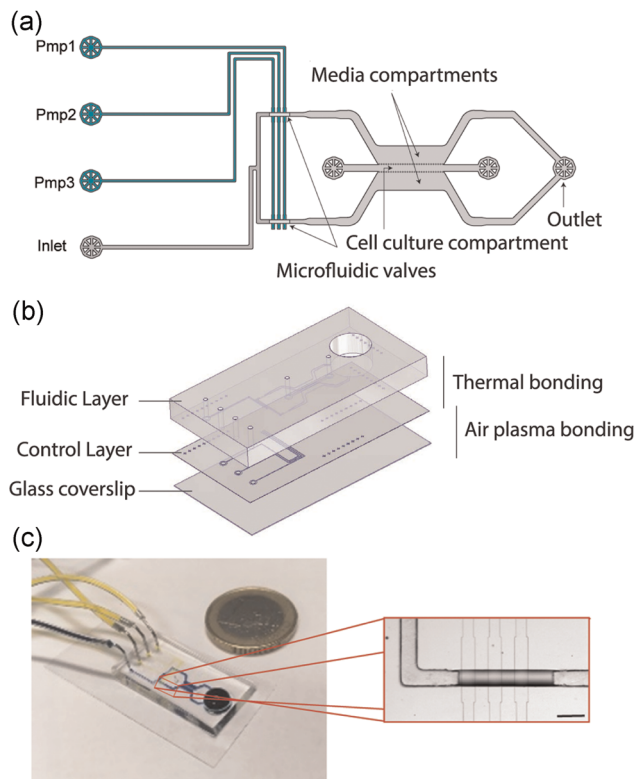 (a)
Pmp1
Pmp2
Pmp3
Inlet
Media compartments
Outlet
Cell culture compartment
Microfluidic valves
(b)
Fluidic Layer
Control Layer
Glass coverslip
Thermal bonding
Air plasma bonding
(c)